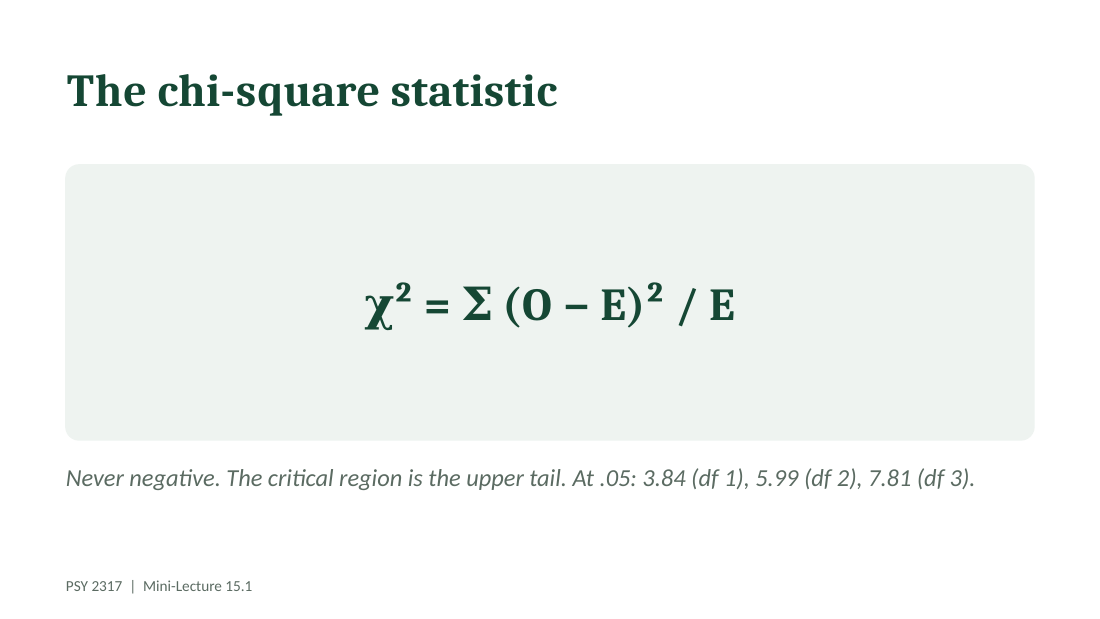 The chi-square statistic
χ² = Σ (O − E)² / E
Never negative. The critical region is the upper tail. At .05: 3.84 (df 1), 5.99 (df 2), 7.81 (df 3).
PSY 2317 | Mini-Lecture 15.1